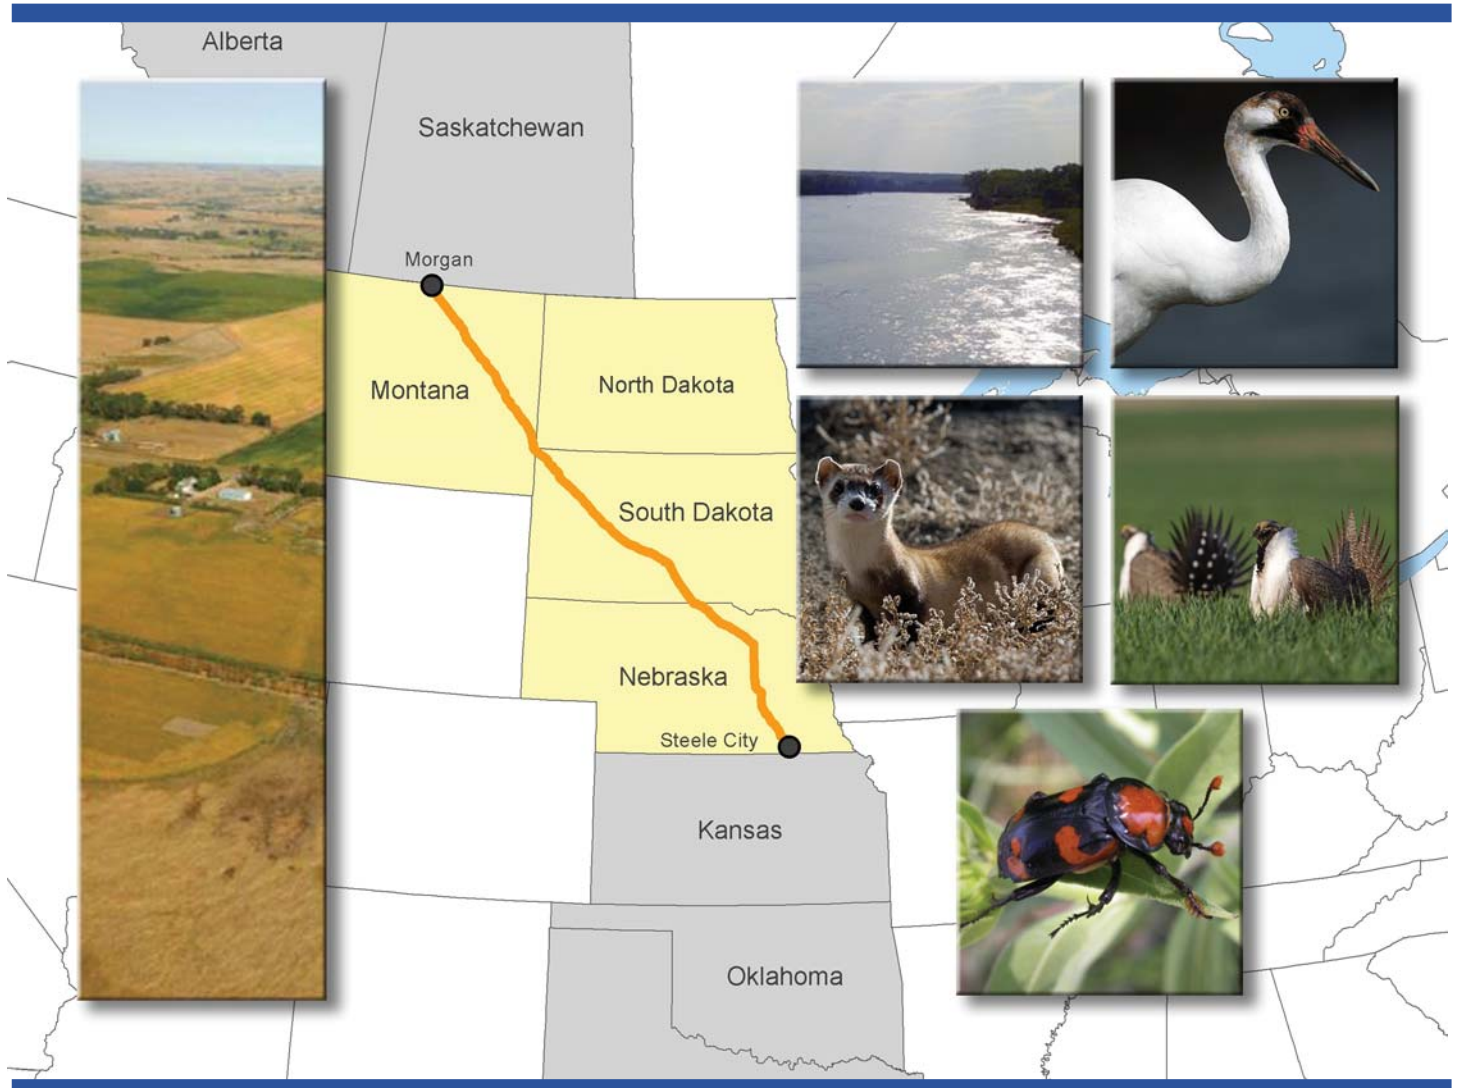 Alberta
Saskatchewan
Morgan
Montana
North Dakota
South Dakota
Nebraska
Steele City
Kansas
Oklahoma